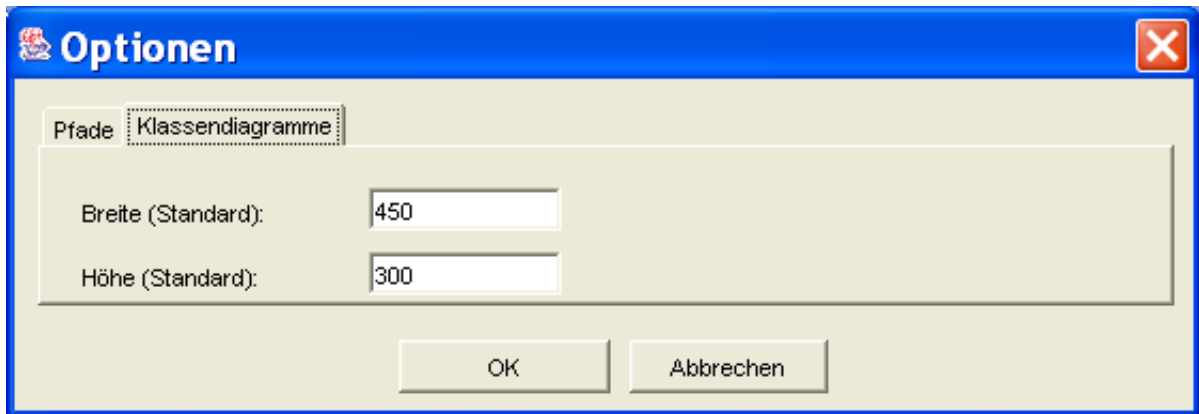 Optionen
Pfade Klassendiagramme
Breite (Standard): 450
Höhe (Standard): 300
OK Abbrechen